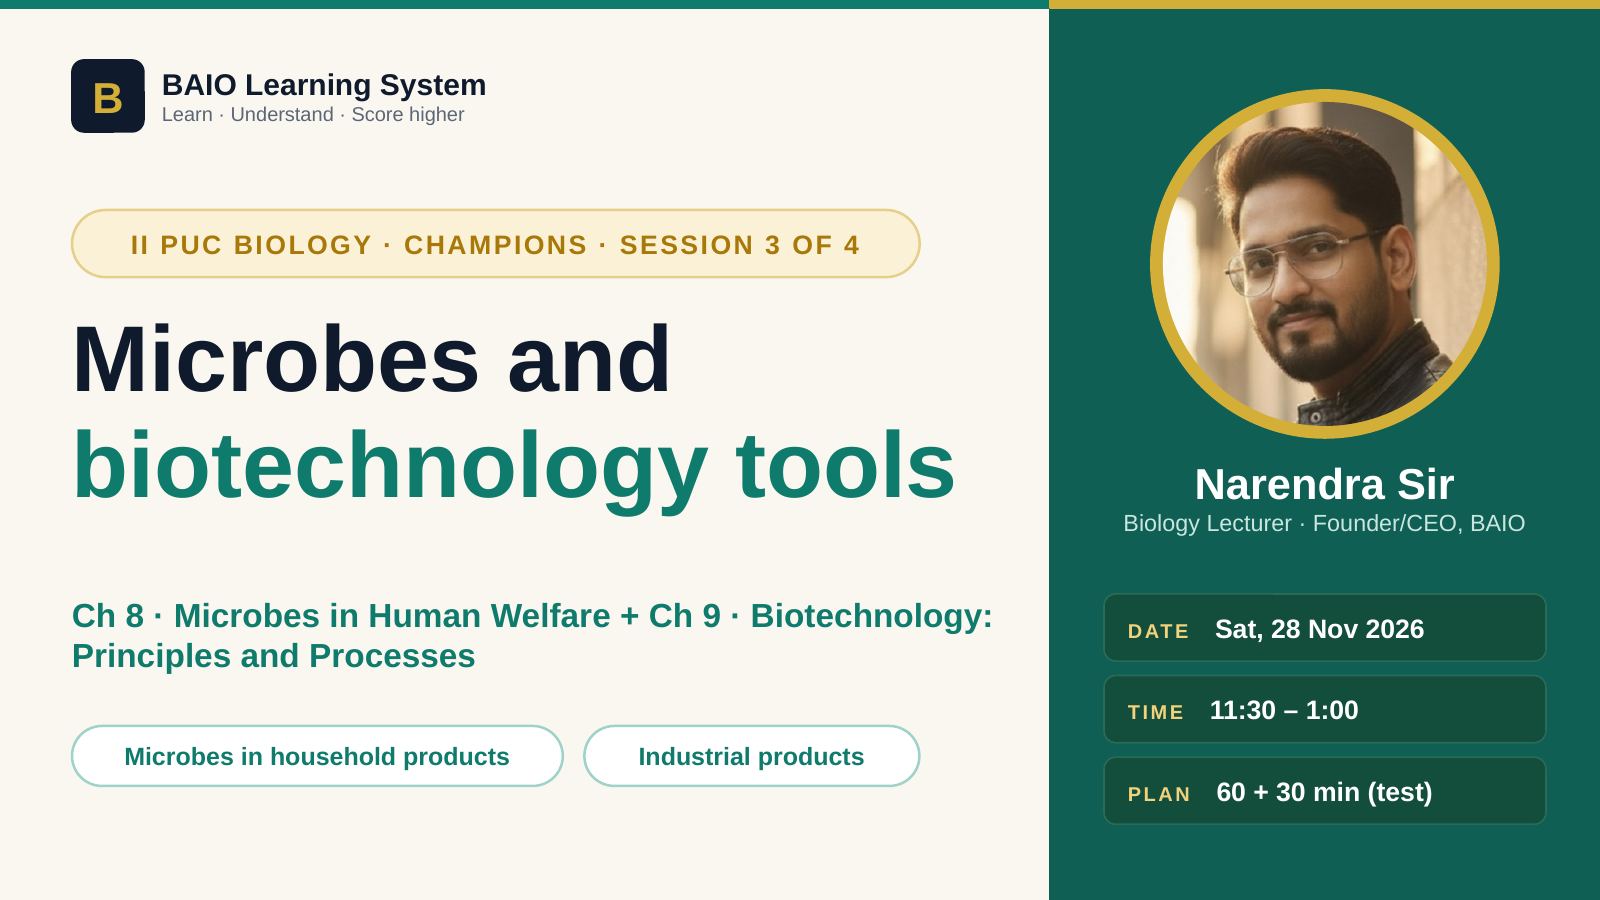 B
BAIO Learning System
Learn · Understand · Score higher
II PUC BIOLOGY · CHAMPIONS · SESSION 3 OF 4
Microbes and
biotechnology tools
Ch 8 · Microbes in Human Welfare + Ch 9 · Biotechnology:
Principles and Processes
Microbes in household products
Industrial products
Narendra Sir
Biology Lecturer · Founder/CEO, BAIO
DATE Sat, 28 Nov 2026
TIME 11:30 – 1:00
PLAN 60 + 30 min (test)